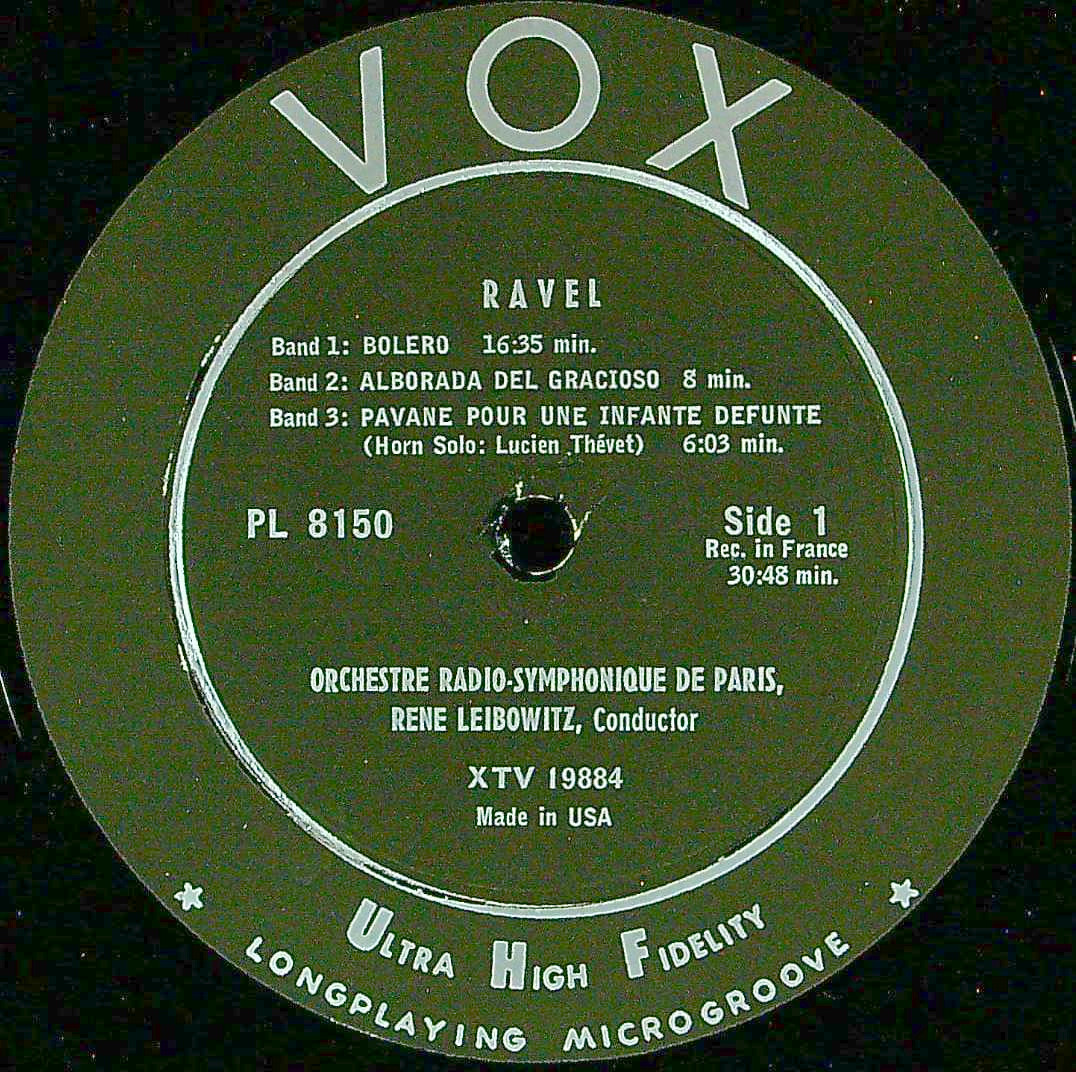 VOX
RAVEL
Band 1: BOLERO 16:35 min.
Band 2: ALBORADA DEL GRACIOSO 8 min.
Band 3: PAVANE POUR UNE INFANTE DEFUNTE
(Horn Solo: Lucien Thévet) 6:03 min.
PL 8150
Side 1
Rec. in France
30:48 min.
ORCHESTRE RADIO-SYMPHONIQUE DE PARIS,
RENE LEIBOWITZ, Conductor
XTV 19884
Made in USA
ULTRA HIGH FIDELITY
LONGPLAYING MICROGROOVE